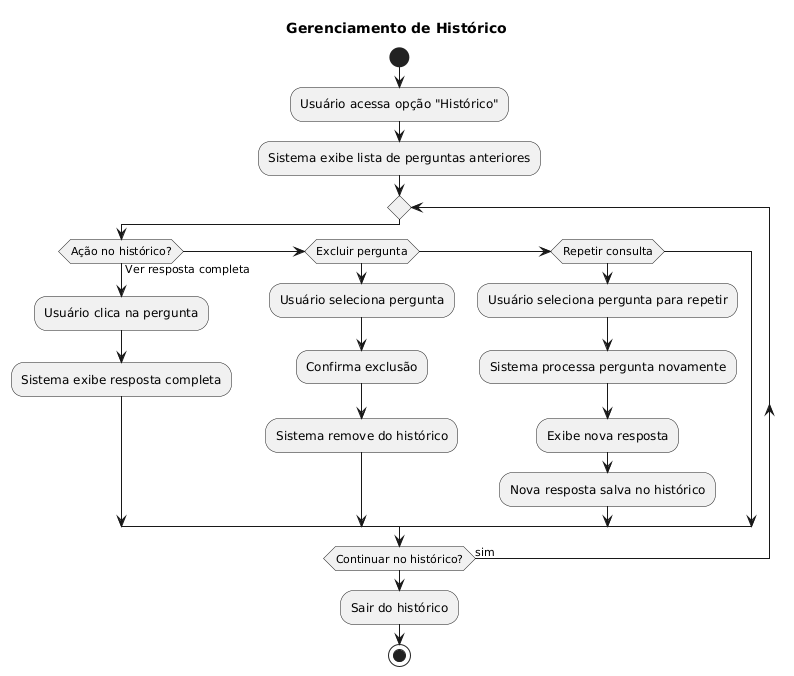 Gerenciamento de Histórico
Usuário acessa opção "Histórico"
Sistema exibe lista de perguntas anteriores
Ação no histórico?
Ver resposta completa
Usuário clica na pergunta
Sistema exibe resposta completa
Excluir pergunta
Usuário seleciona pergunta
Confirma exclusão
Sistema remove do histórico
Repetir consulta
Usuário seleciona pergunta para repetir
Sistema processa pergunta novamente
Exibe nova resposta
Nova resposta salva no histórico
Continuar no histórico?
sim
Sair do histórico